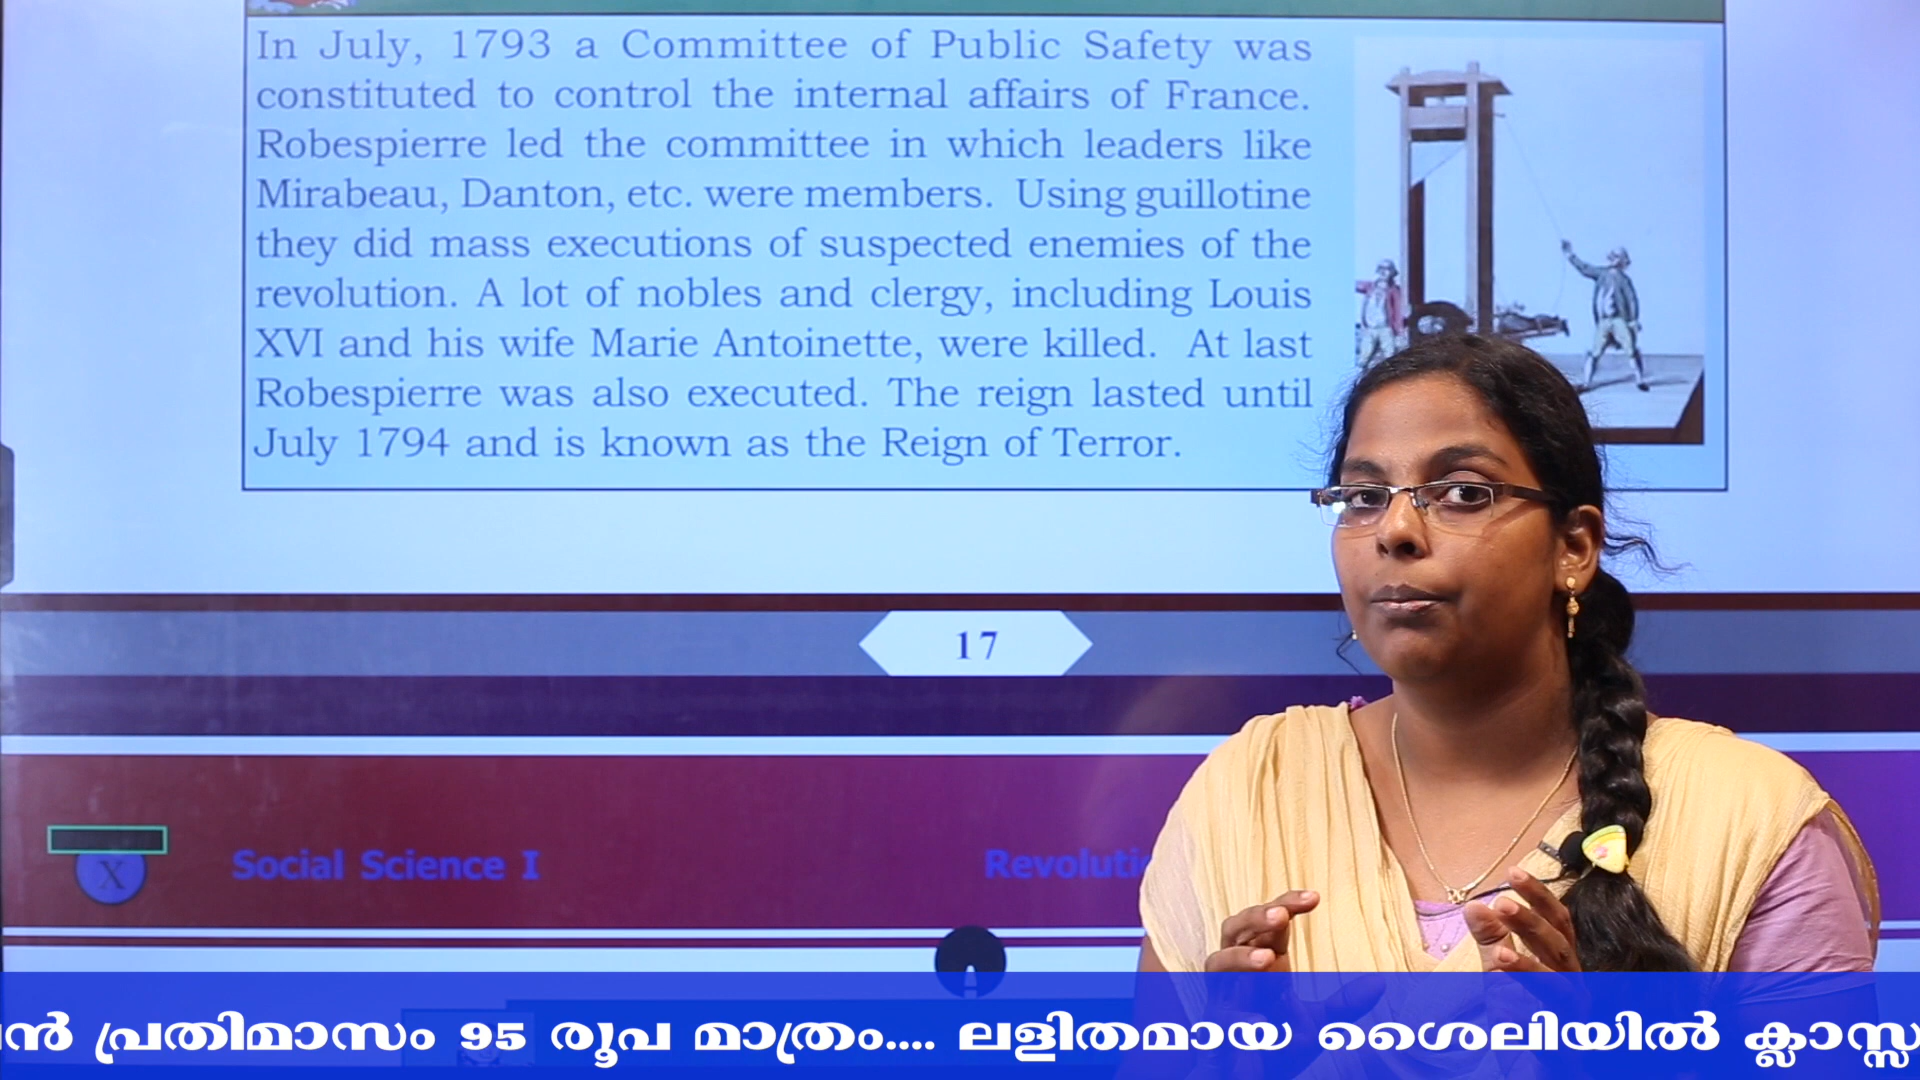 In July, 1793 a Committee of Public Safety was
constituted to control the internal affairs of France.
Robespierre led the committee in which leaders like
Mirabeau, Danton, etc. were members. Using guillotine
they did mass executions of suspected enemies of the
revolution. A lot of nobles and clergy, including Louis
XVI and his wife Marie Antoinette, were killed. At last
Robespierre was also executed. The reign lasted until
July 1794 and is known as the Reign of Terror.
17
X
Social Science I
പ്രതിമാസം 95 രൂപ മാത്രം.... ലളിതമായ ശൈലിയിൽ